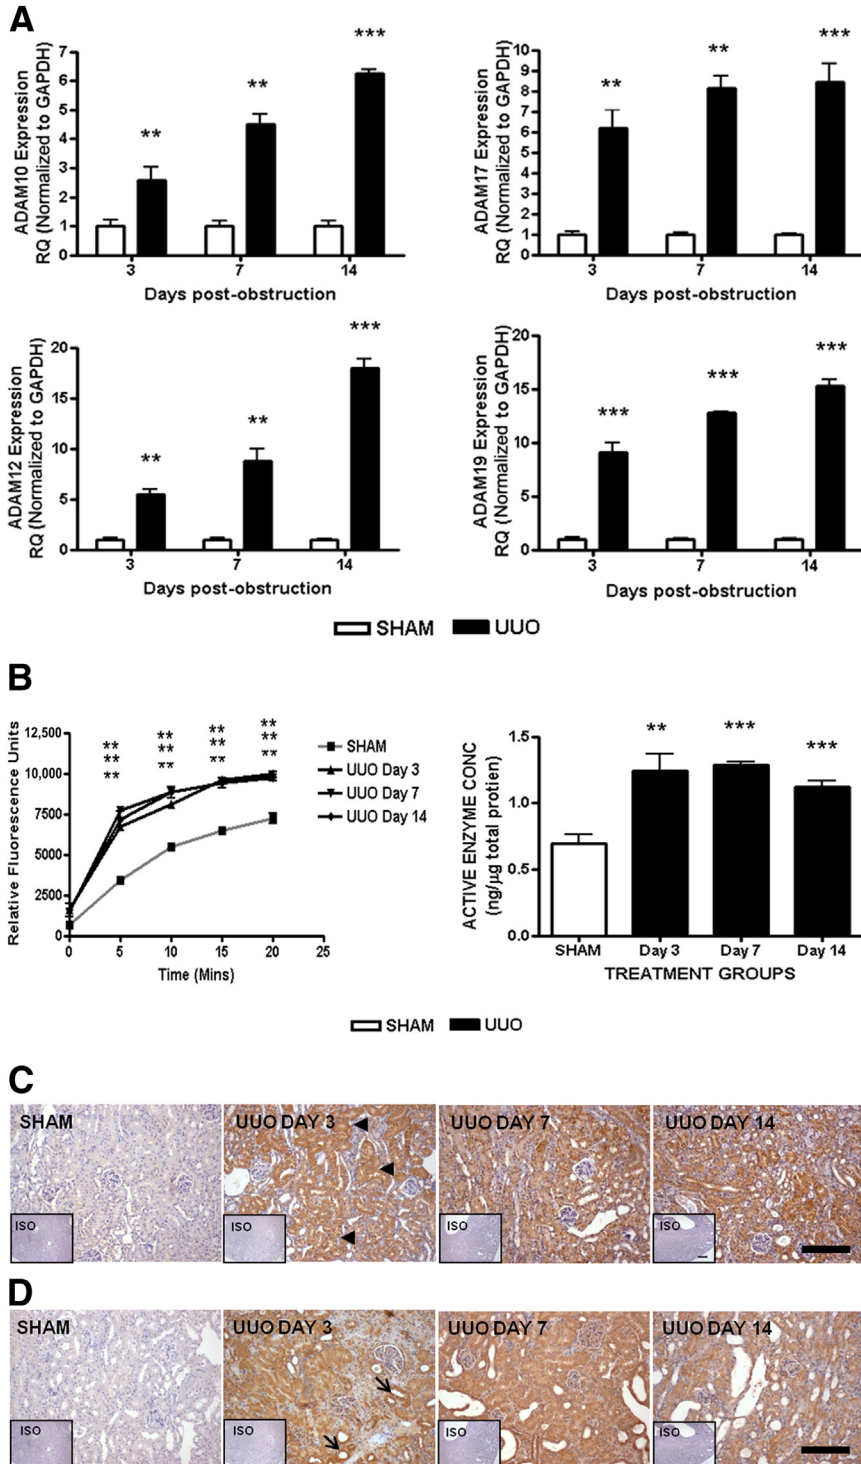 A
ADAM10 Expression
RQ (Normalized to GAPDH)
7
6
5
4
3
2
1
0
**
**
***
3
7
14
Days post-obstruction
ADAM17 Expression
RQ (Normalized to GAPDH)
10
9
8
7
6
5
4
3
2
1
0
**
**
***
3
7
14
Days post-obstruction
ADAM12 Expression
RQ (Normalized to GAPDH)
20
15
10
5
0
**
**
***
3
7
14
Days post-obstruction
ADAM19 Expression
RQ (Normalized to GAPDH)
20
15
10
5
0
***
***
***
3
7
14
Days post-obstruction
SHAM
UUO
B
Relative Fluorescence Units
12,500
10,000
7500
5000
2500
0
** ** ** **
** ** ** **
** ** ** **
0 5 10 15 20 25
Time (Mins)
SHAM
UUO Day 3
UUO Day 7
UUO Day 14
ACTIVE ENZYME CONC
(ng/µg total protien)
1.5
1.0
0.5
0.0
**
***
***
SHAM
Day 3
Day 7
Day 14
TREATMENT GROUPS
SHAM
UUO
C
SHAM
ISO
UUO DAY 3
ISO
UUO DAY 7
ISO
UUO DAY 14
ISO
D
SHAM
ISO
UUO DAY 3
ISO
UUO DAY 7
ISO
UUO DAY 14
ISO